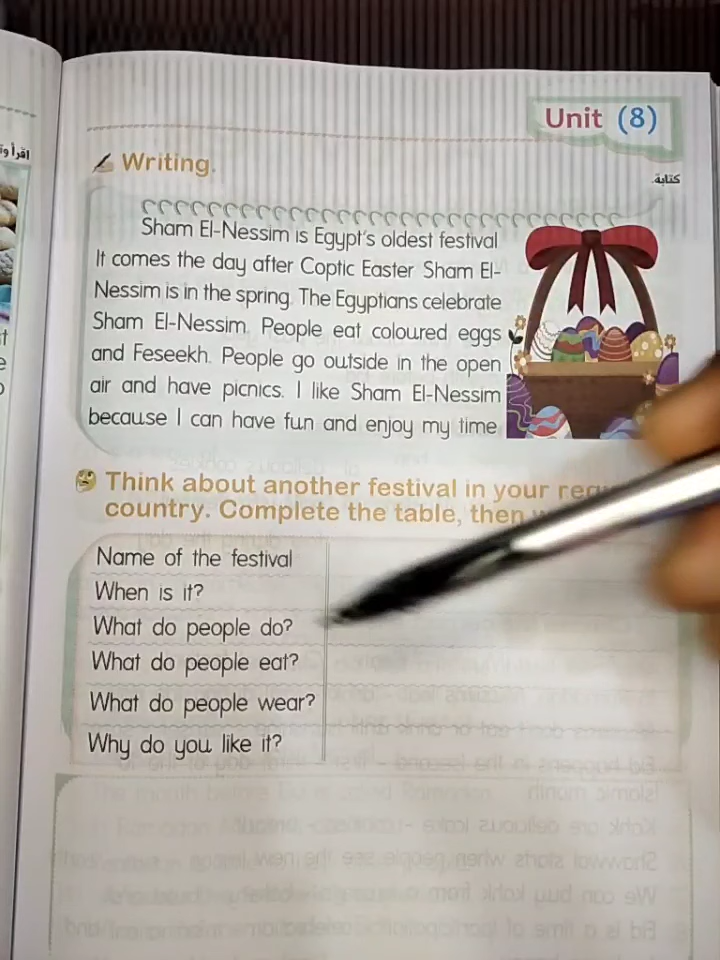 Unit (8)
اقرأ و
Writing.
كتابة.
Sham El-Nessim is Egypt's oldest festival
It comes the day after Coptic Easter Sham El-
Nessim is in the spring. The Egyptians celebrate
Sham El-Nessim. People eat coloured eggs
and Feseekh. People go outside in the open
air and have picnics. I like Sham El-Nessim
because I can have fun and enjoy my time
Think about another festival in your
country. Complete the table, then
Name of the festival
When is it?
What do people do?
What do people eat?
What do people wear?
Why do you like it?